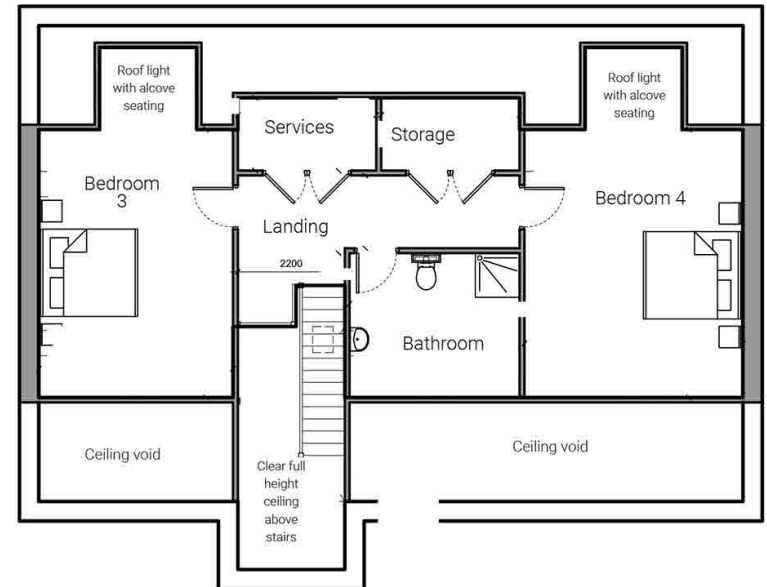 Roof light
with alcove
seating
Roof light
with alcove
seating
Services
Storage
Bedroom
3
Bedroom 4
Landing
2200
Bathroom
Ceiling void
Ceiling void
Clear full
height
ceiling
above
stairs